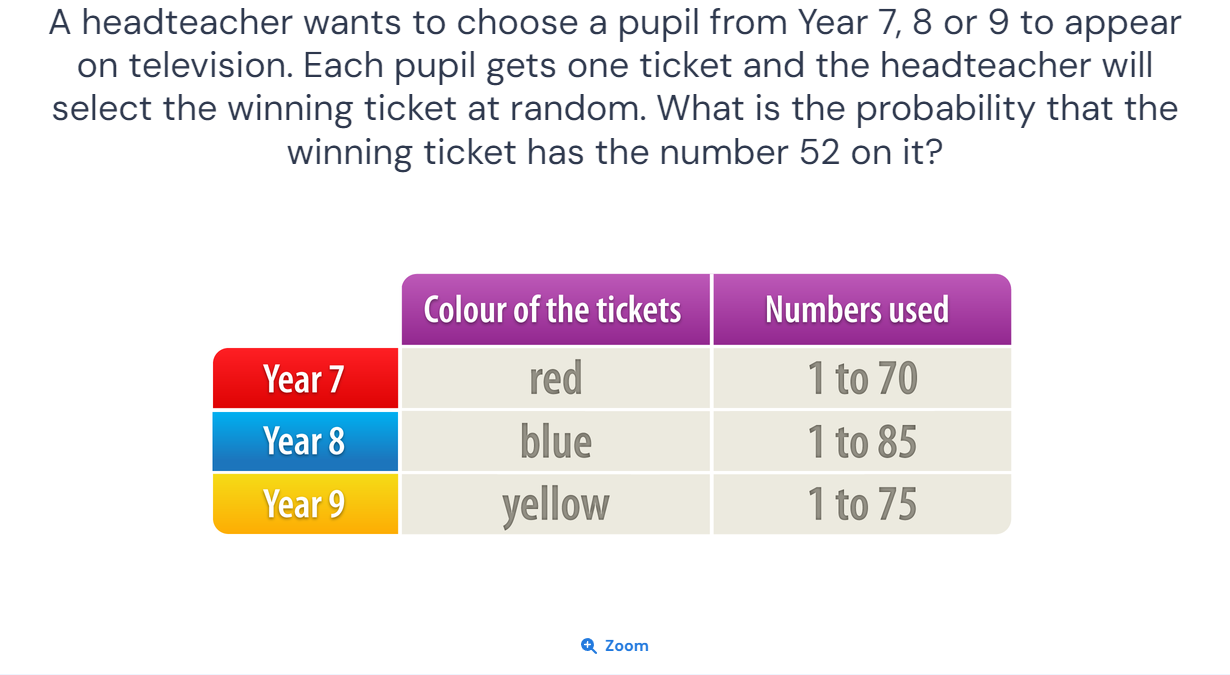 A headteacher wants to choose a pupil from Year 7, 8 or 9 to appear
on television. Each pupil gets one ticket and the headteacher will
select the winning ticket at random. What is the probability that the
winning ticket has the number 52 on it?
Colour of the tickets Numbers used
Year 7 red 1 to 70
Year 8 blue 1 to 85
Year 9 yellow 1 to 75
Zoom